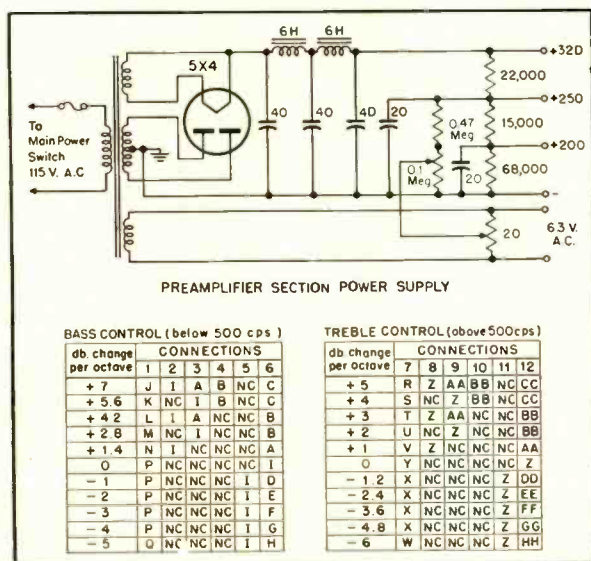 6H 6H
5X4
+320
22,000
+250
40 40 40 20
0.47
Meg
15,000
+200
To
Main Power
Switch
115 V. A.C
0.1
Meg
20
68,000
-
20
6.3 V.
A.C.
PREAMPLIFIER SECTION POWER SUPPLY
BASS CONTROL (below 500 cps)
db. change per octave CONNECTIONS
1 2 3 4 5 6
+ 7 J I A B NC C
+ 5.6 K NC I B NC C
+ 4.2 L I A NC NC B
+ 2.8 M NC I NC NC B
+ 1.4 N I NC NC NC A
0 P NC NC NC NC I
- 1 P NC NC NC I D
- 2 P NC NC NC I E
- 3 P NC NC NC I F
- 4 P NC NC NC I G
- 5 Q NC NC NC I H
TREBLE CONTROL (above 500cps)
db. change per octave CONNECTIONS
7 8 9 10 11 12
+ 5 R Z AA BB NC CC
+ 4 S NC Z BB NC CC
+ 3 T Z AA NC NC BB
+ 2 U NC Z NC NC BB
+ 1 V Z NC NC NC AA
0 Y NC NC NC NC Z
- 1.2 X NC NC NC Z DD
- 2.4 X NC NC NC Z EE
- 3.6 X NC NC NC Z FF
- 4.8 X NC NC NC Z GG
- 6 W NC NC NC Z HH